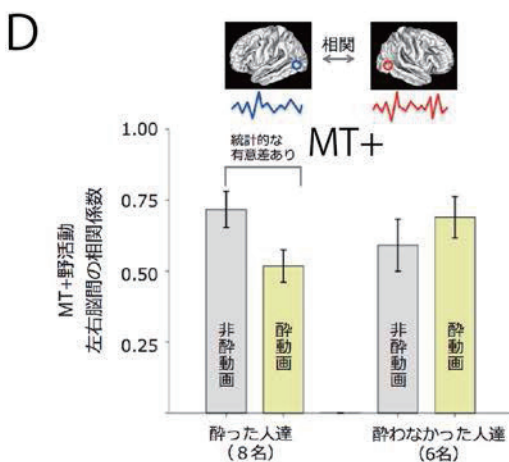 D
相関
統計的な
有意差あり
MT+
MT+野活動
左右脳間の相関係数
1.00
0.75
0.50
0.25
非酔動画
酔動画
非酔動画
酔動画
酔った人達
(8名)
酔わなかった人達
(6名)